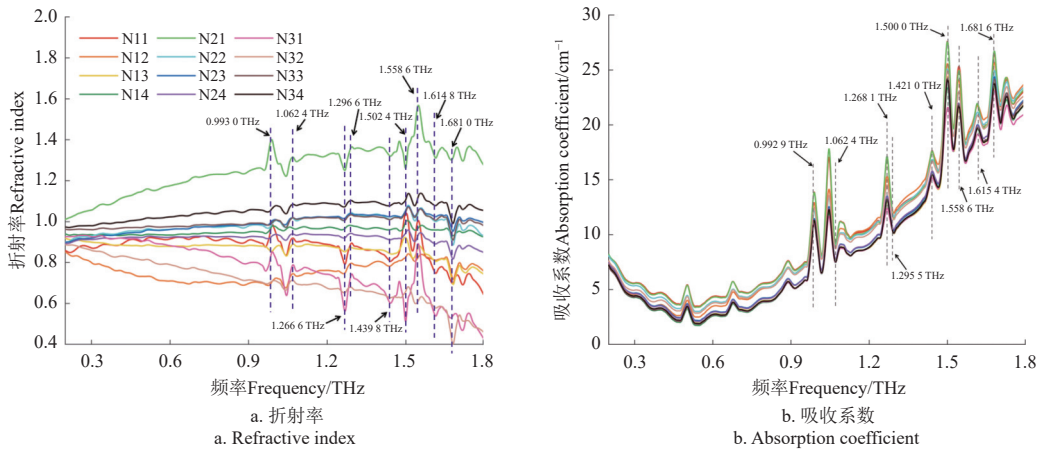 2.0
1.8
1.6
1.4
1.2
1.0
0.8
0.6
0.4
折射率Refractive index
N11 N21 N31
N12 N22 N32
N13 N23 N33
N14 N24 N34
0.993 0 THz
1.062 4 THz
1.296 6 THz
1.502 4 THz
1.558 6 THz
1.614 8 THz
1.681 0 THz
1.266 6 THz
1.439 8 THz
0.3 0.6 0.9 1.2 1.5 1.8
频率Frequency/THz
a. 折射率
a. Refractive index
30
25
20
15
10
5
0
吸收系数Absorption coefficient/cm⁻¹
1.500 0 THz
1.681 6 THz
1.421 0 THz
1.268 1 THz
1.062 4 THz
0.992 9 THz
1.558 6 THz
1.615 4 THz
1.295 5 THz
0.3 0.6 0.9 1.2 1.5 1.8
频率Frequency/THz
b. 吸收系数
b. Absorption coefficient